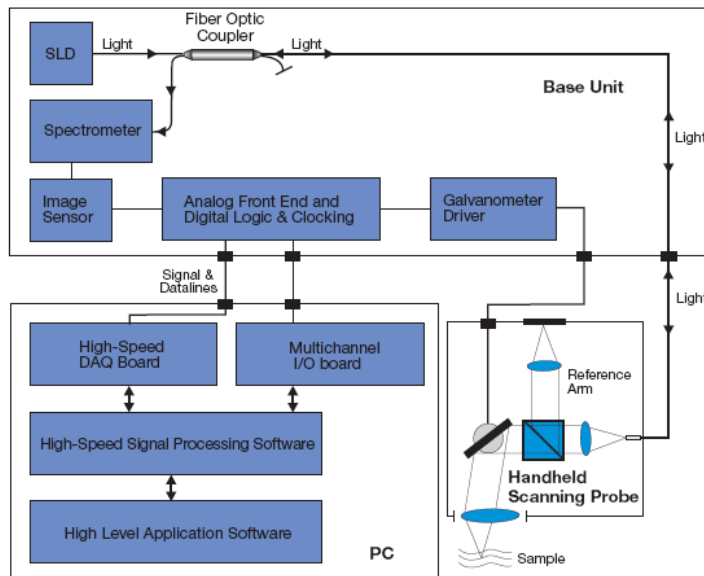 Fiber Optic
Coupler
SLD
Light
Light
Base Unit
Spectrometer
Light
Image
Sensor
Analog Front End and
Digital Logic & Clocking
Galvanometer
Driver
Signal &
Datalines
Light
High-Speed
DAQ Board
Multichannel
I/O board
Reference
Arm
High-Speed Signal Processing Software
Handheld
Scanning Probe
High Level Application Software
PC
Sample